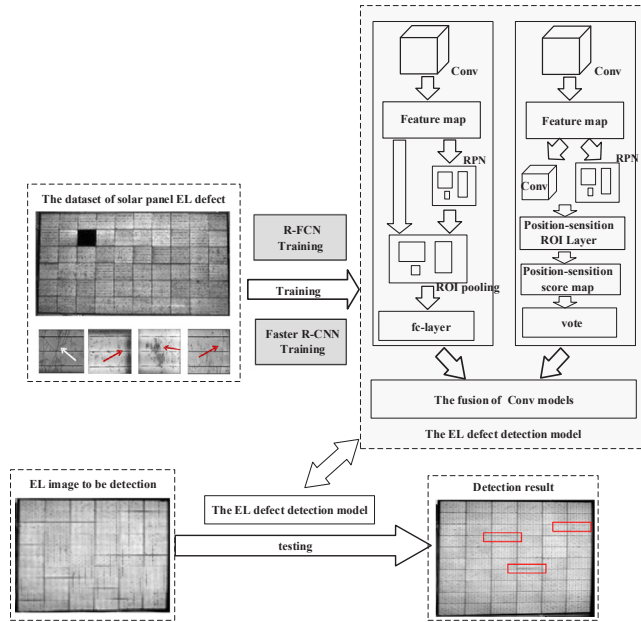 The dataset of solar panel EL defect
R-FCN
Training
Training
Faster R-CNN
Training
Conv
Feature map
RPN
ROI pooling
fc-layer
Conv
Feature map
Conv
RPN
Position-sensition
ROI Layer
Position-sensition
score map
vote
The fusion of Conv models
The EL defect detection model
EL image to be detection
The EL defect detection model
testing
Detection result